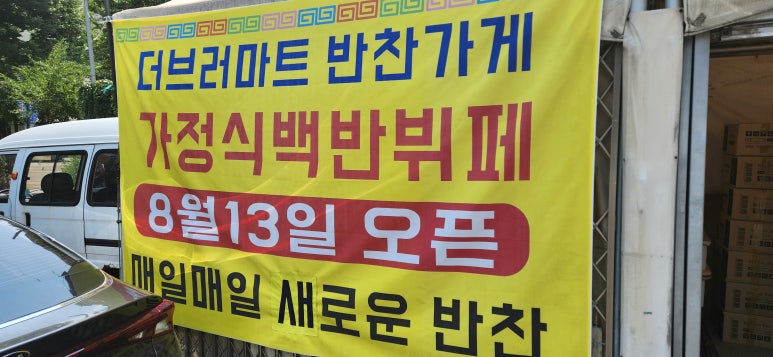 더브러마트 반찬가게
가정식백반뷔페
8월13일 오픈
매일매일 새로운 반찬